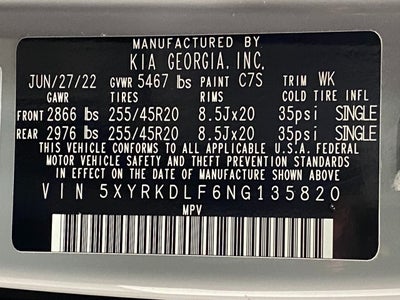 MANUFACTURED BY
KIA GEORGIA, INC.
JUN/27/22 GVWR 5467 lbs PAINT C7S TRIM WK
GAWR TIRES RIMS COLD TIRE INFL
FRONT 2866 lbs 255/45R20 8.5Jx20 35psi SINGLE
REAR 2976 lbs 255/45R20 8.5Jx20 35psi SINGLE
THIS VEHICLE CONFORMS TO ALL APPLICABLE U.S.FEDERAL
MOTOR VEHICLE SAFETY, BUMPER, AND THEFT PREVENTION STANDARDS
IN EFFECT ON THE DATE OF MANUFACTURE SHOWN ABOVE.
VIN 5XYRKDLF6NG135820
MPV